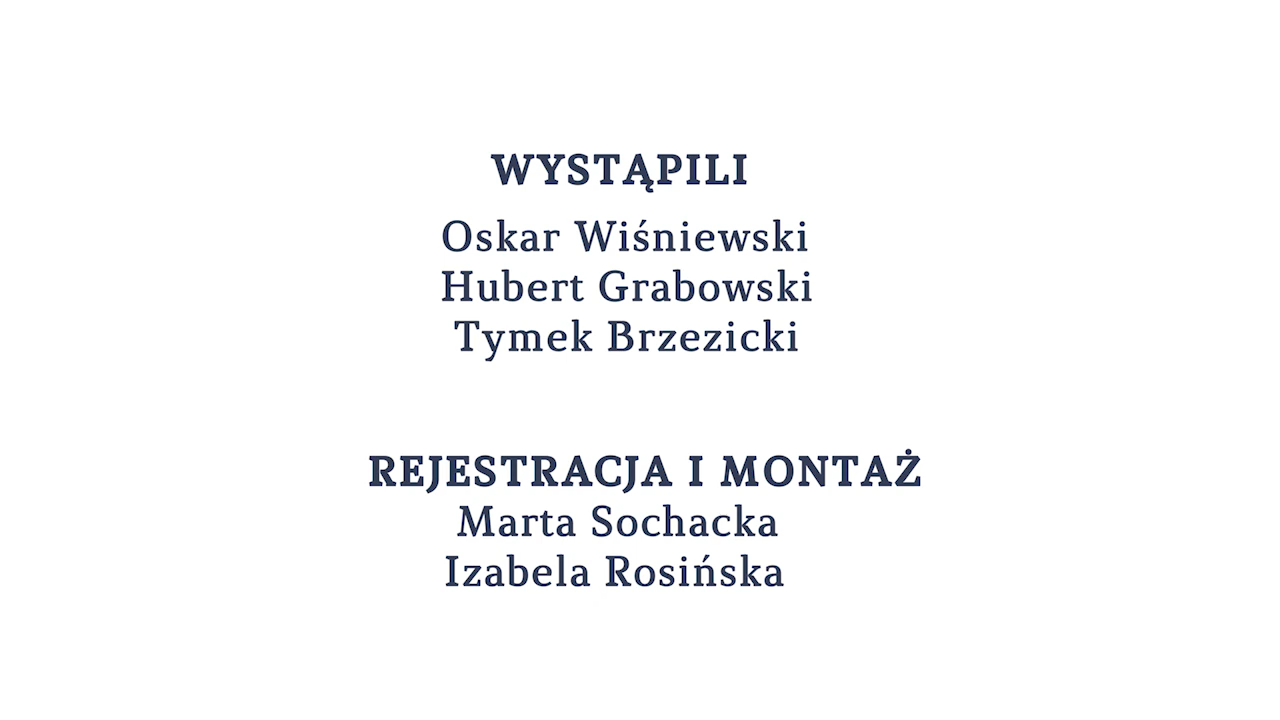 WYSTĄPILI
Oskar Wiśniewski
Hubert Grabowski
Tymek Brzezicki
REJESTRACJA I MONTAŻ
Marta Sochacka
Izabela Rosińska